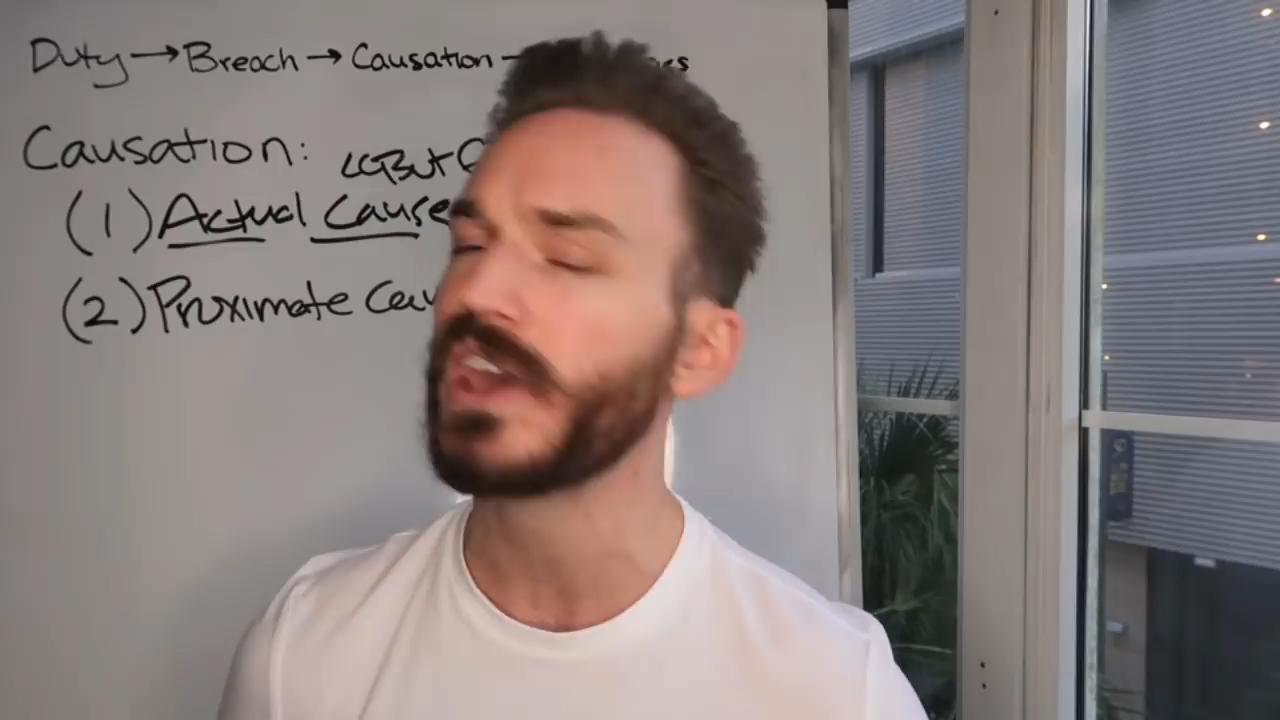 Duty → Breach → Causation →
Causation:
(1) Actual Cause
(2) Proximate